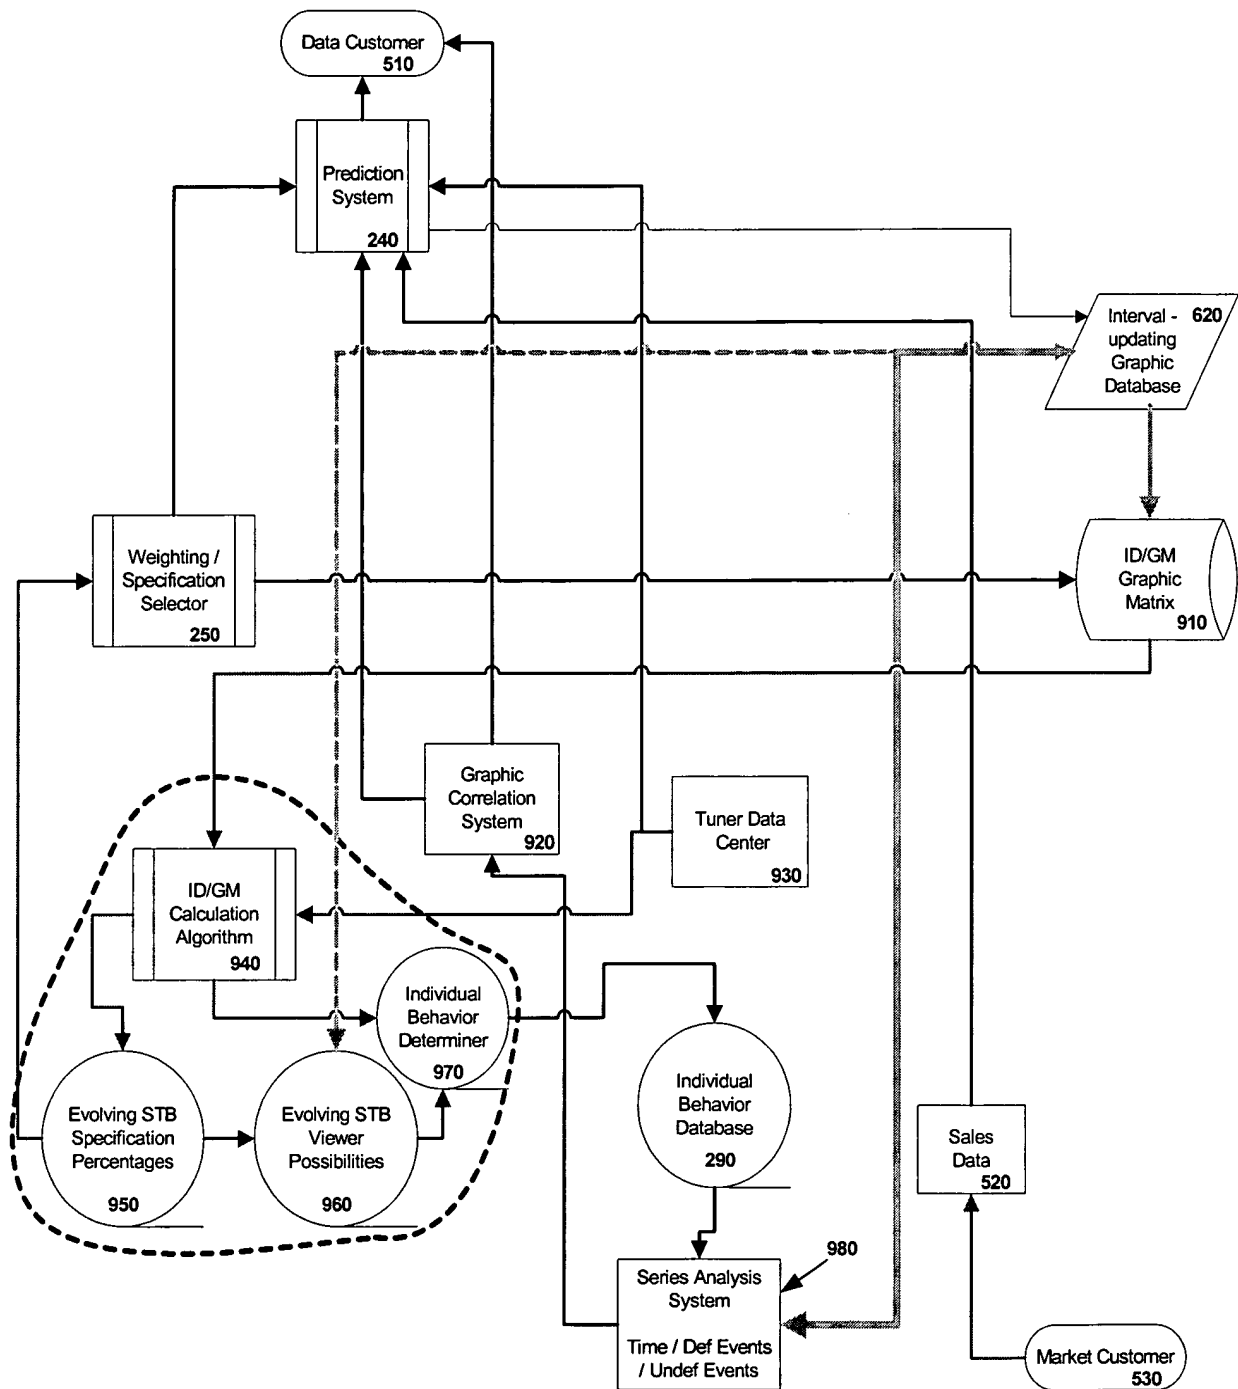 Data Customer
510
Prediction
System
240
Interval - 620
updating
Graphic
Database
Weighting /
Specification
Selector
250
ID/GM
Graphic
Matrix
910
Graphic
Correlation
System
920
Tuner Data
Center
930
ID/GM
Calculation
Algorithm
940
Individual
Behavior
Determiner
970
Evolving STB
Specification
Percentages
950
Evolving STB
Viewer
Possibilities
960
Individual
Behavior
Database
290
Sales
Data
520
980
Series Analysis
System
Time / Def Events
/ Undef Events
Market Customer
530